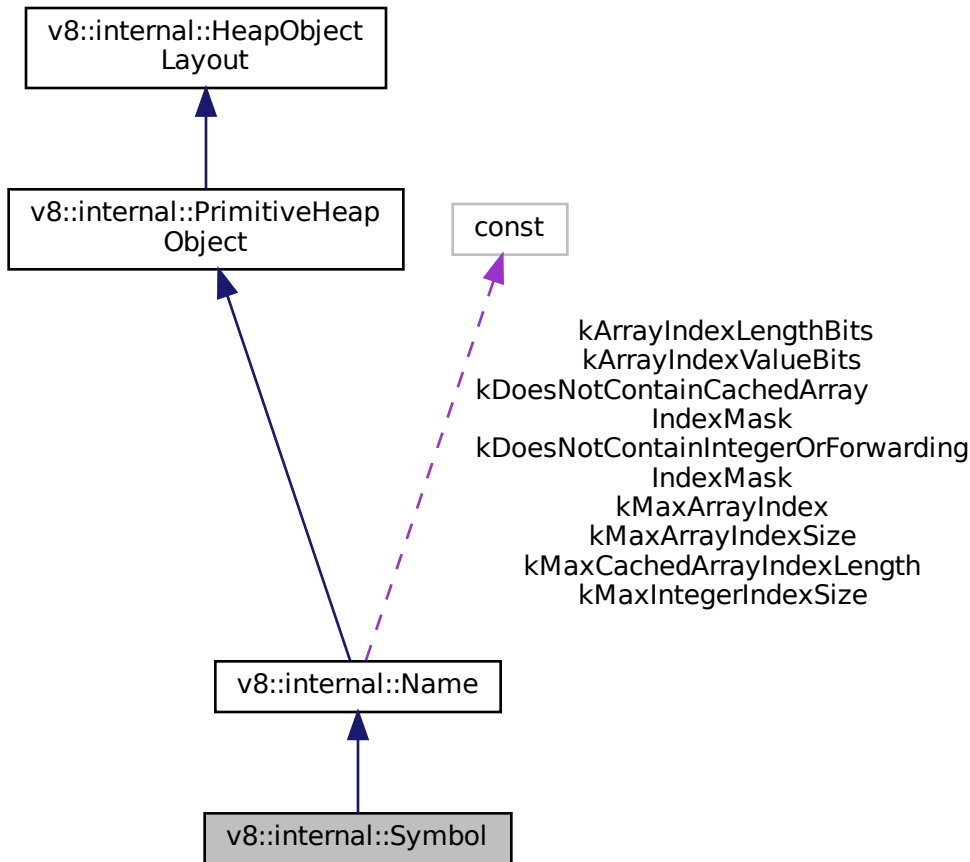 v8::internal::HeapObject
Layout
v8::internal::PrimitiveHeap
Object
const
kArrayIndexLengthBits
kArrayIndexValueBits
kDoesNotContainCachedArray
IndexMask
kDoesNotContainIntegerOrForwarding
IndexMask
kMaxArrayIndex
kMaxArrayIndexSize
kMaxCachedArrayIndexLength
kMaxIntegerIndexSize
v8::internal::Name
v8::internal::Symbol